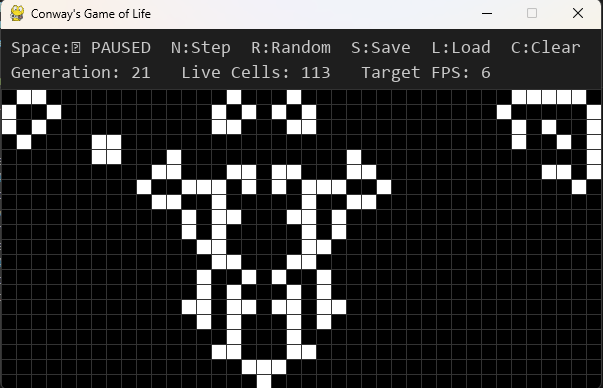 Conway's Game of Life
Space: PAUSED N:Step R:Random S:Save L:Load C:Clear
Generation: 21 Live Cells: 113 Target FPS: 6